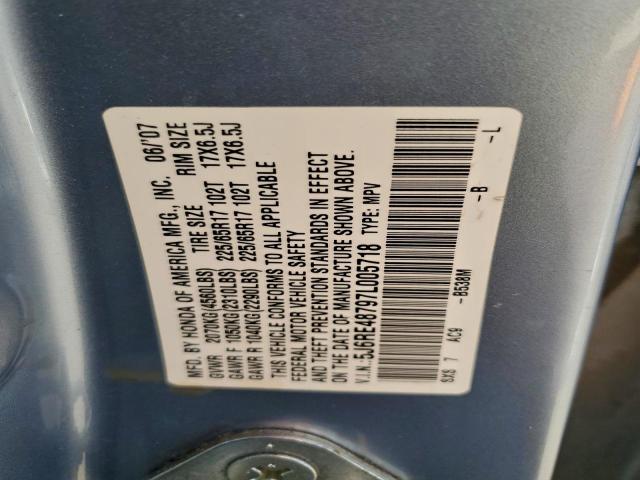 MFD. BY HONDA OF AMERICA MFG., INC. 06/'07
GVWR 2070KG(4560LBS) TIRE SIZE RIM SIZE
GAWR F 1050KG(2310LBS) 225/65R17 102T 17X6.5J
GAWR R 1040KG(2290LBS) 225/65R17 102T 17X6.5J
THIS VEHICLE CONFORMS TO ALL APPLICABLE
FEDERAL MOTOR VEHICLE SAFETY
AND THEFT PREVENTION STANDARDS IN EFFECT
ON THE DATE OF MANUFACTURE SHOWN ABOVE.
V.I.N.:5J6RE48797L005718 TYPE: MPV
SXS 7 AC9 -B538M -B -L